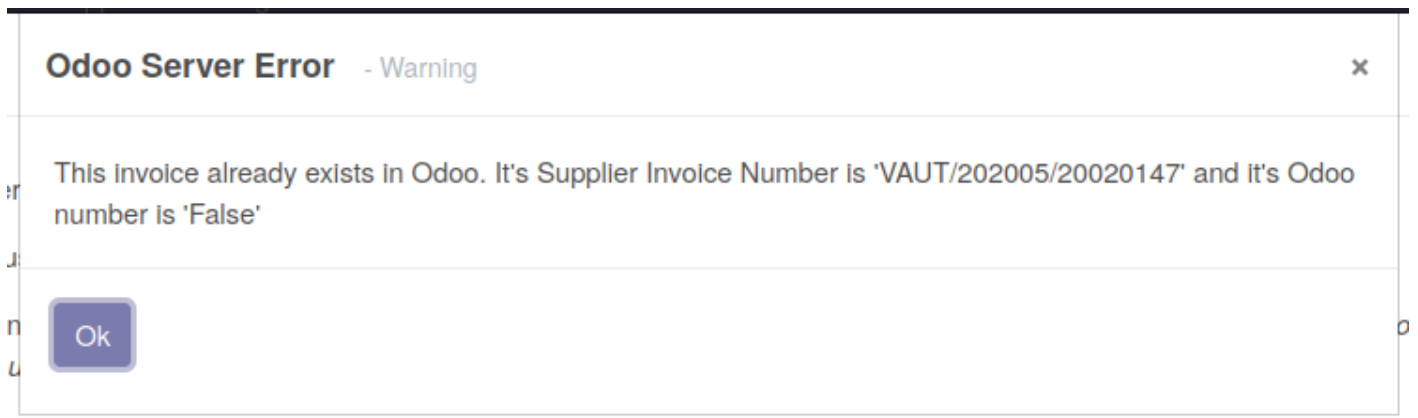 Odoo Server Error - Warning ×
This invoice already exists in Odoo. It's Supplier Invoice Number is 'VAUT/202005/20020147' and it's Odoo
number is 'False'
Ok